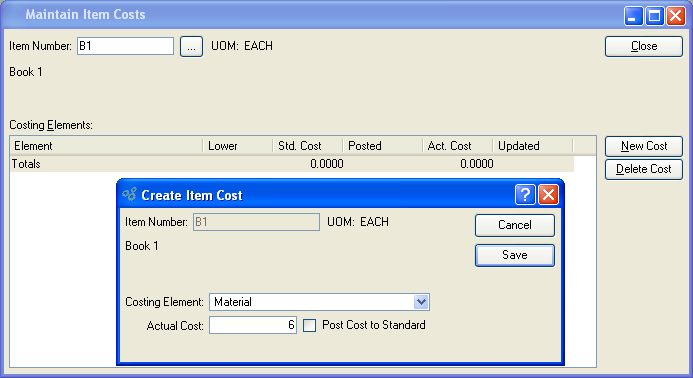 Maintain Item Costs
Item Number: B1 ... UOM: EACH Close
Book 1
Costing Elements:
Element Lower Std. Cost Posted Act. Cost Updated New Cost
Totals 0.0000 0.0000 Delete Cost
Create Item Cost ?
Item Number: B1 UOM: EACH Cancel
Book 1 Save
Costing Element: Material
Actual Cost: 6 Post Cost to Standard